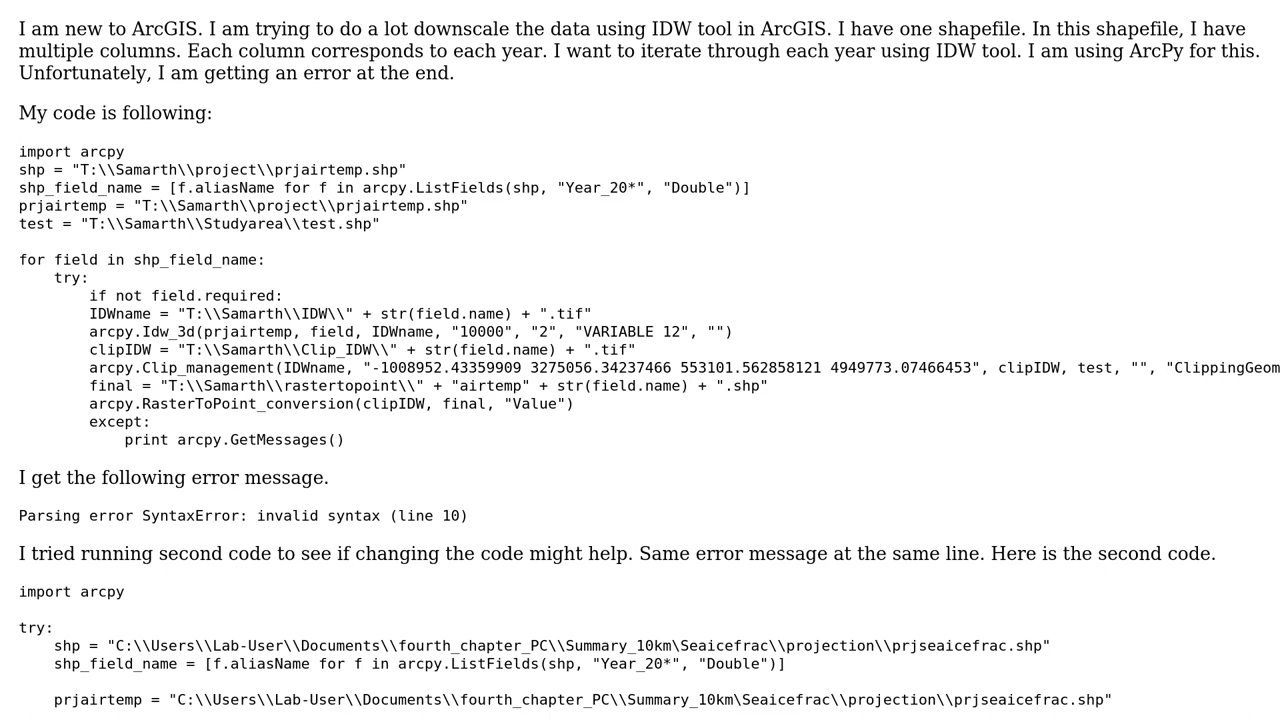 I am new to ArcGIS. I am trying to do a lot downscale the data using IDW tool in ArcGIS. I have one shapefile. In this shapefile, I have
multiple columns. Each column corresponds to each year. I want to iterate through each year using IDW tool. I am using ArcPy for this.
Unfortunately, I am getting an error at the end.
My code is following:
import arcpy
shp = "T:\\Samarth\\project\\prjairtemp.shp"
shp_field_name = [f.aliasName for f in arcpy.ListFields(shp, "Year_20*", "Double")]
prjairtemp = "T:\\Samarth\\project\\prjairtemp.shp"
test = "T:\\Samarth\\Studyarea\\test.shp"
for field in shp_field_name:
    try:
        if not field.required:
        IDWname = "T:\\Samarth\\IDW\\" + str(field.name) + ".tif"
        arcpy.Idw_3d(prjairtemp, field, IDWname, "10000", "2", "VARIABLE 12", "")
        clipIDW = "T:\\Samarth\\Clip_IDW\\" + str(field.name) + ".tif"
        arcpy.Clip_management(IDWname, "-1008952.43359909 3275056.34237466 553101.562858121 4949773.07466453", clipIDW, test, "", "ClippingGeom
        final = "T:\\Samarth\\rastertopoint\\" + "airtemp" + str(field.name) + ".shp"
        arcpy.RasterToPoint_conversion(clipIDW, final, "Value")
        except:
            print arcpy.GetMessages()
I get the following error message.
Parsing error SyntaxError: invalid syntax (line 10)
I tried running second code to see if changing the code might help. Same error message at the same line. Here is the second code.
import arcpy
try:
    shp = "C:\\Users\\Lab-User\\Documents\\fourth_chapter_PC\\Summary_10km\Seaicefrac\\projection\\prjseaicefrac.shp"
    shp_field_name = [f.aliasName for f in arcpy.ListFields(shp, "Year_20*", "Double")]
    prjairtemp = "C:\\Users\\Lab-User\\Documents\\fourth_chapter_PC\\Summary_10km\Seaicefrac\\projection\\prjseaicefrac.shp"